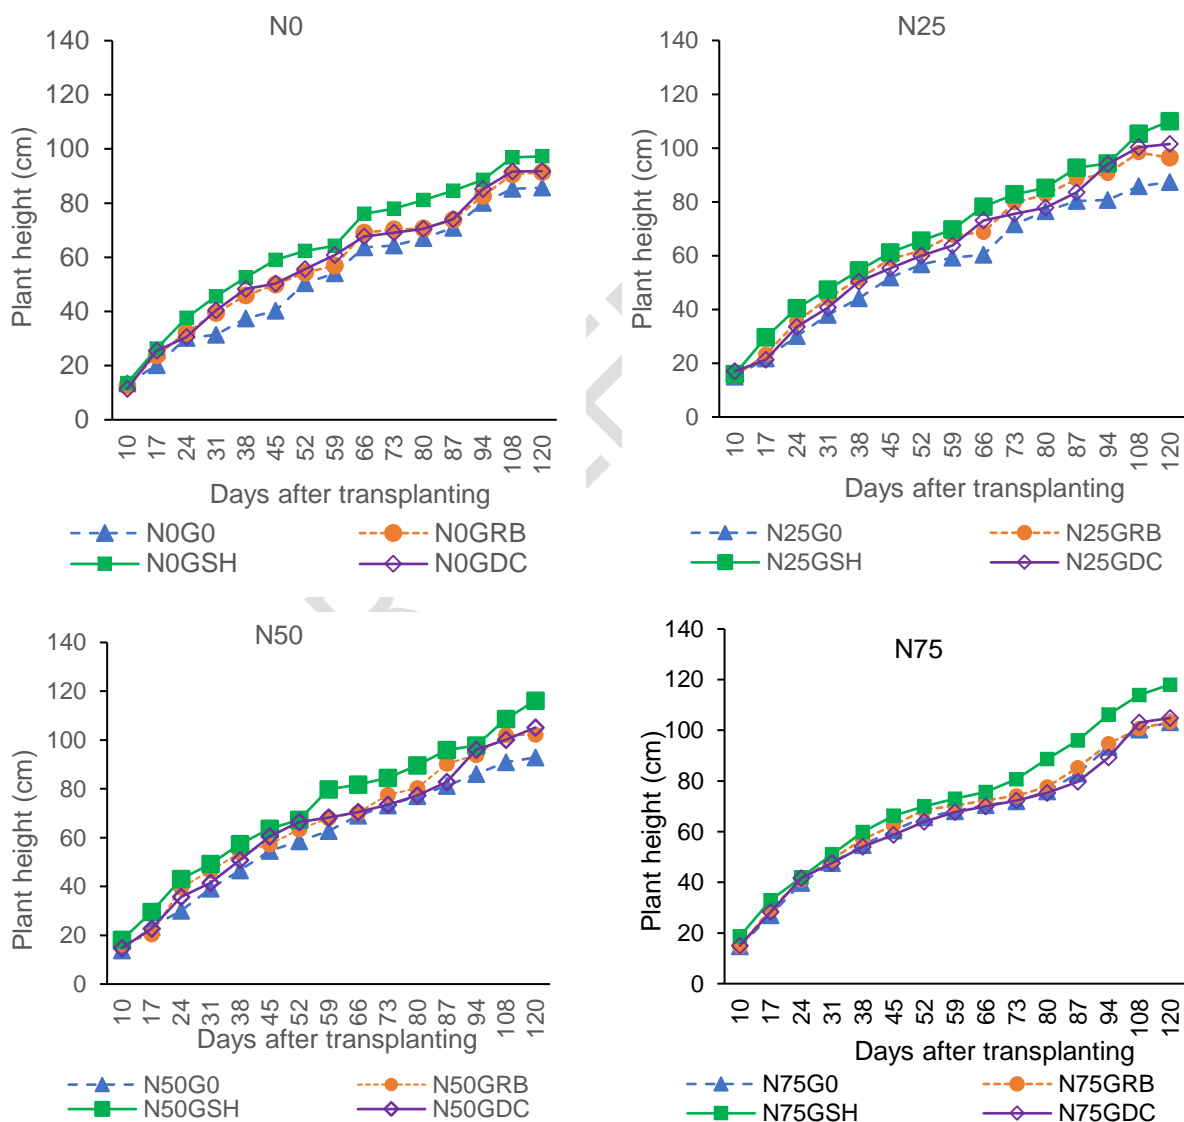 N0
140
120
100
80
60
40
20
0
Plant height (cm)
10 17 24 31 38 45 52 59 66 73 80 87 94 108 120
Days after transplanting
N0G0 N0GRB
N0GSH N0GDC
N25
140
120
100
80
60
40
20
0
Plant height (cm)
10 17 24 31 38 45 52 59 66 73 80 87 94 108 120
Days after transplanting
N25G0 N25GRB
N25GSH N25GDC
N50
140
120
100
80
60
40
20
0
Plant height (cm)
10 17 24 31 38 45 52 59 66 73 80 87 94 108 120
Days after transplanting
N50G0 N50GRB
N50GSH N50GDC
N75
140
120
100
80
60
40
20
0
Plant height (cm)
10 17 24 31 38 45 52 59 66 73 80 87 94 108 120
Days after transplanting
N75G0 N75GRB
N75GSH N75GDC